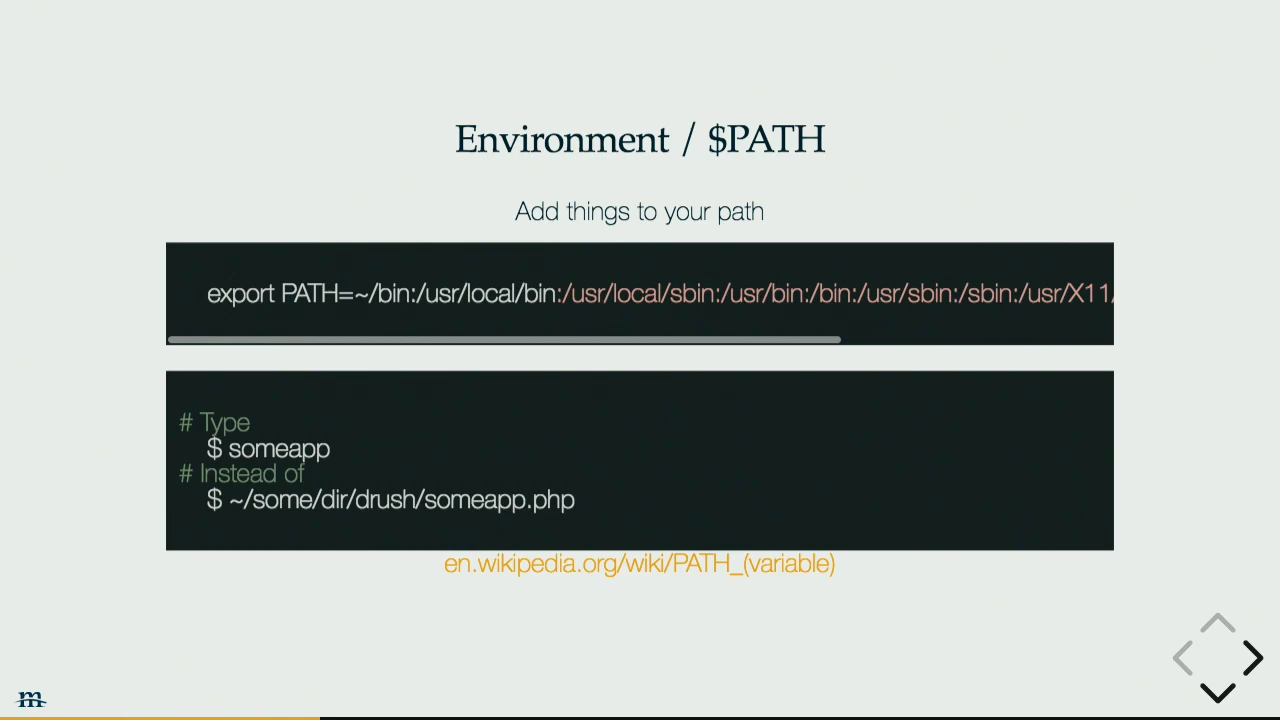 Environment / $PATH
Add things to your path
export PATH=~/bin:/usr/local/bin:/usr/local/sbin:/usr/bin:/bin:/usr/sbin:/sbin:/usr/X11/
# Type
$ someapp
# Instead of
$ ~/some/dir/drush/someapp.php
en.wikipedia.org/wiki/PATH_(variable)
m